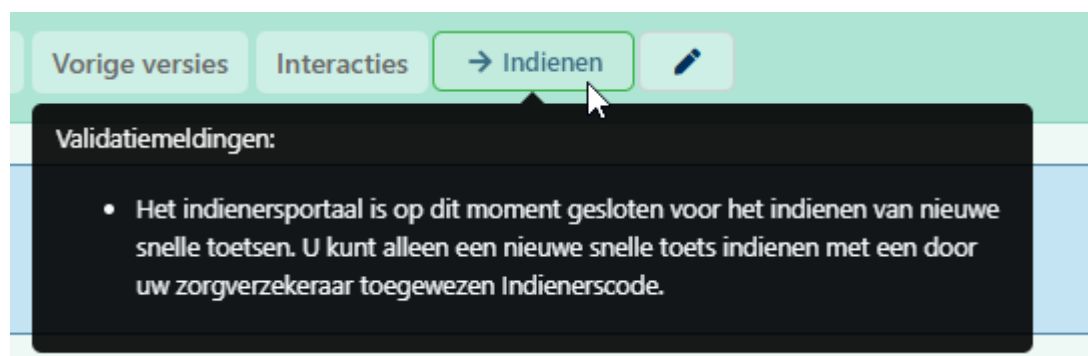 Vorige versies Interacties → Indienen
Validatiemeldingen:
• Het indienersportaal is op dit moment gesloten voor het indienen van nieuwe
snelle toetsen. U kunt alleen een nieuwe snelle toets indienen met een door
uw zorgverzekeraar toegewezen Indienerscode.